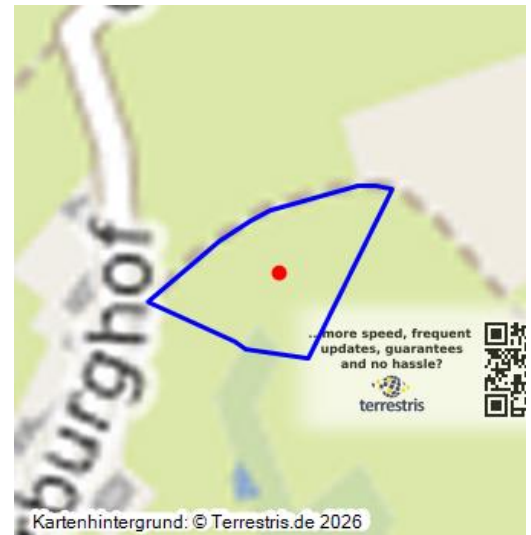 burghof
...more speed, frequent
updates, guarantees
and no hassle?
terrestris
Kartenhintergrund: © Terrestris.de 2026